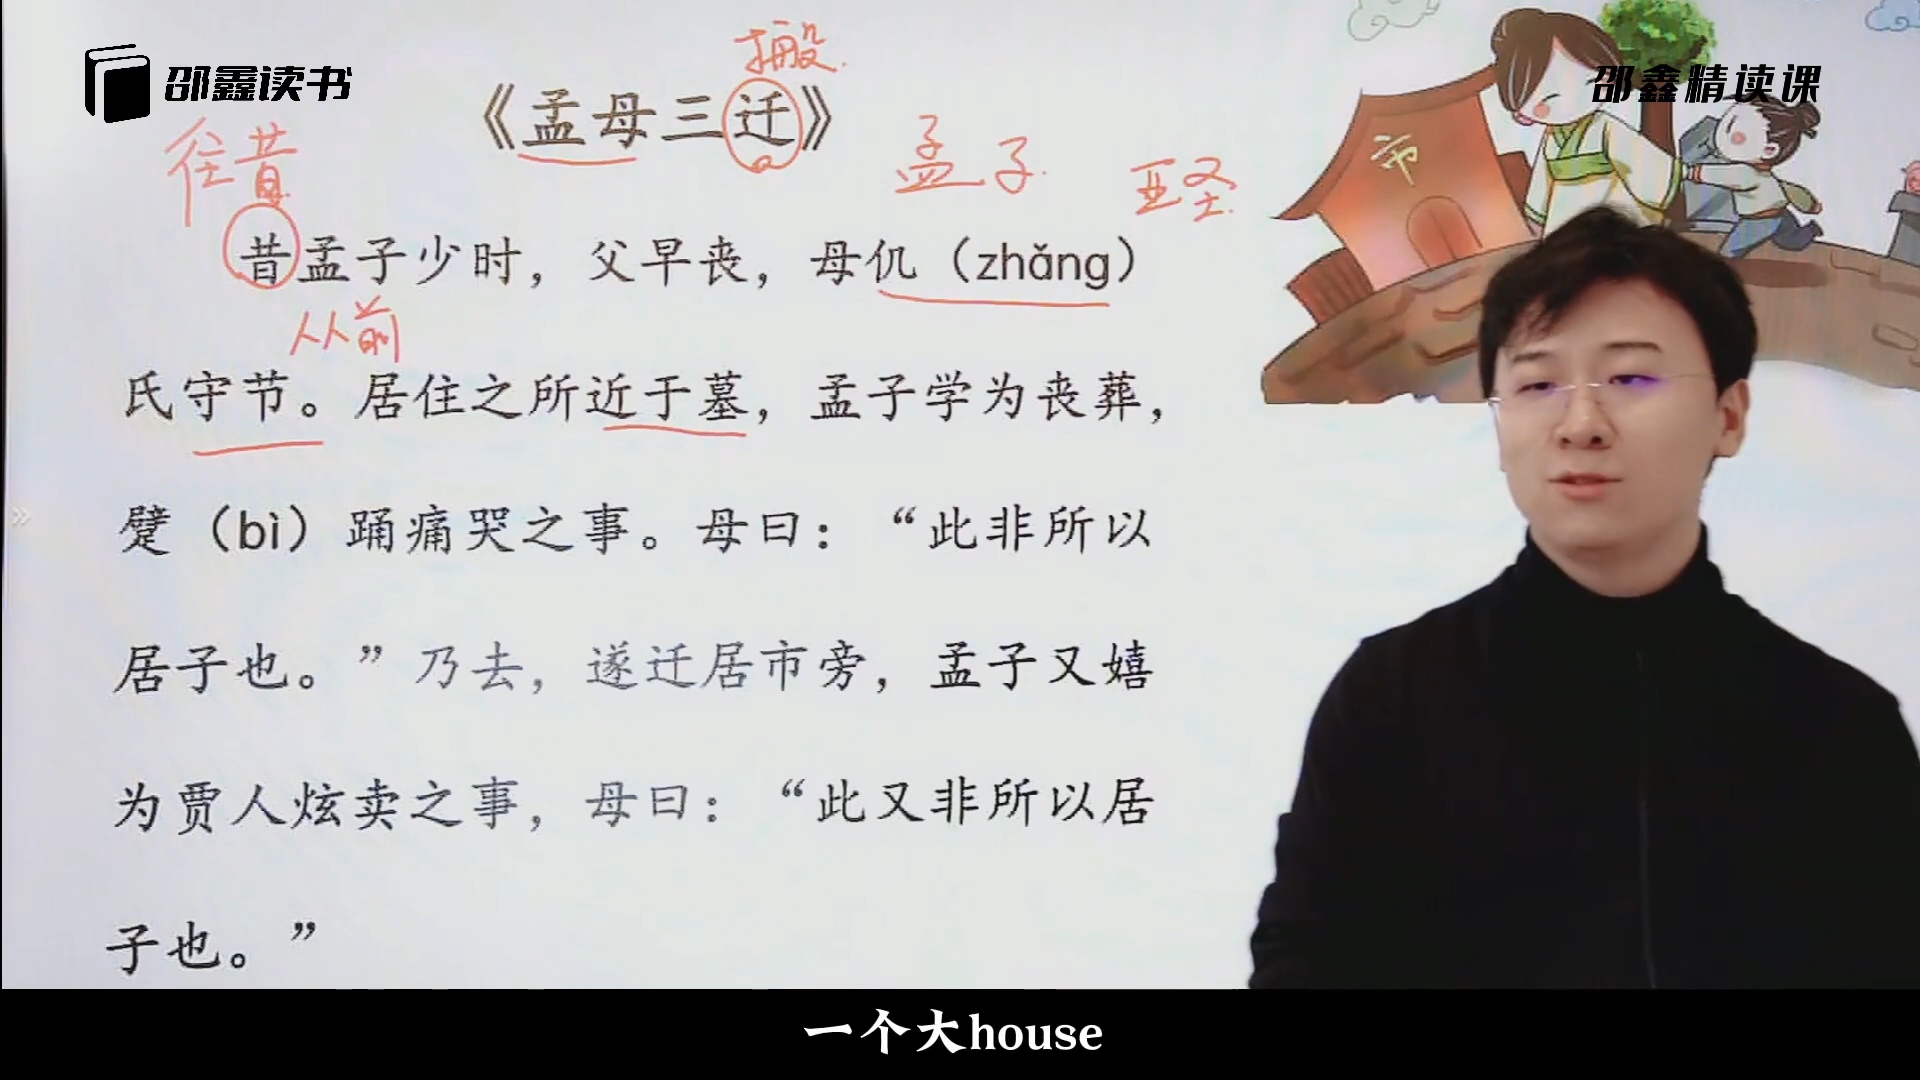 搬
邵鑫读书
邵鑫精读课
《孟母三迁》
往昔
孟子
亚圣
市
昔孟子少时，父早丧，母仉（zhǎng）
从前
氏守节。居住之所近于墓，孟子学为丧葬，
躄（bì）踊痛哭之事。母曰：“此非所以
居子也。”乃去，遂迁居市旁，孟子又嬉
为贾人炫卖之事，母曰：“此又非所以居
子也。”
一个大house